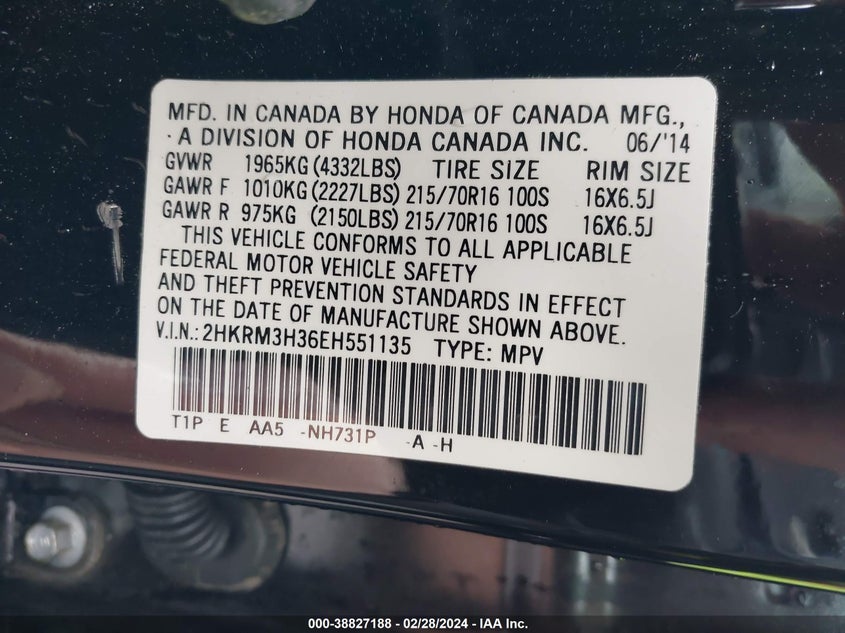 MFD. IN CANADA BY HONDA OF CANADA MFG.,
A DIVISION OF HONDA CANADA INC. 06/'14
GVWR 1965KG (4332LBS) TIRE SIZE RIM SIZE
GAWR F 1010KG (2227LBS) 215/70R16 100S 16X6.5J
GAWR R 975KG (2150LBS) 215/70R16 100S 16X6.5J
THIS VEHICLE CONFORMS TO ALL APPLICABLE
FEDERAL MOTOR VEHICLE SAFETY
AND THEFT PREVENTION STANDARDS IN EFFECT
ON THE DATE OF MANUFACTURE SHOWN ABOVE.
V.I.N.: 2HKRM3H36EH551135 TYPE: MPV
T1P E AA5 -NH731P -A -H
000-38827188 - 02/28/2024 - IAA Inc.